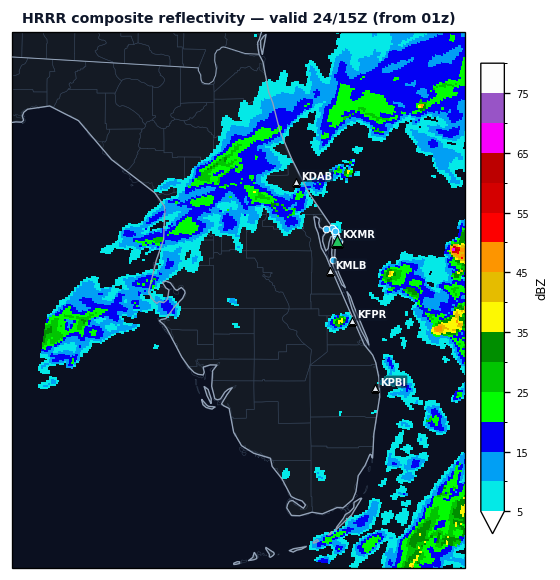 HRRR composite reflectivity — valid 24/15Z (from 01z)
KDAB
KXMR
KMLB
KFPR
KPBI
75
65
55
45
35
25
15
5
dBZ